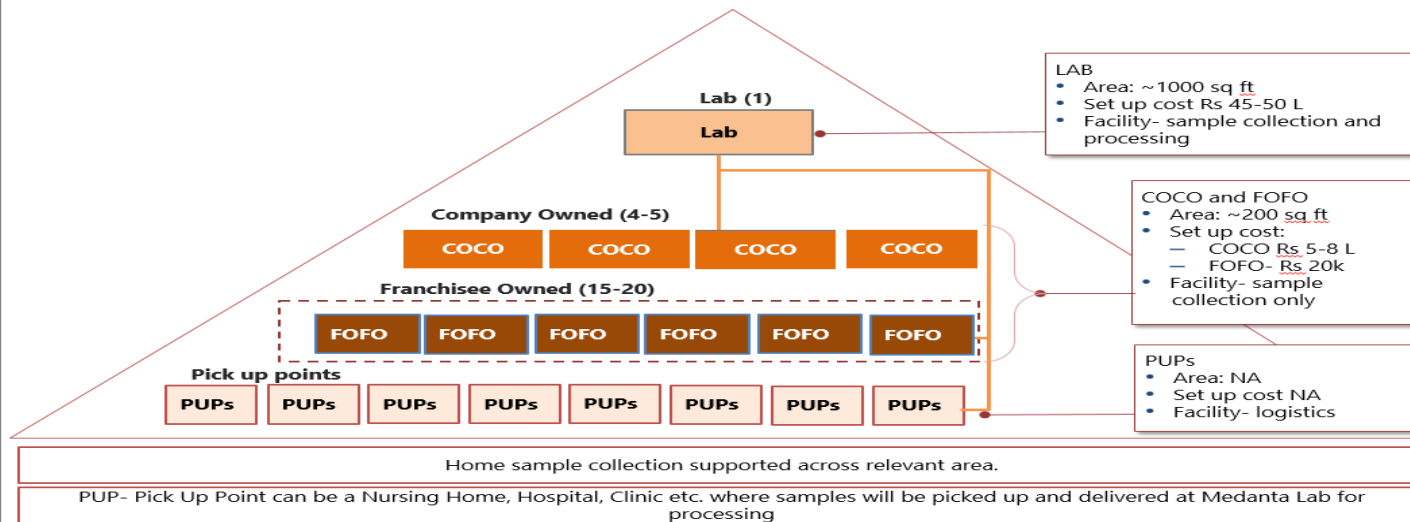 Lab (1)
Lab
LAB
• Area: ~1000 sq ft
• Set up cost Rs 45-50 L
• Facility- sample collection and
processing
Company Owned (4-5)
COCO COCO COCO COCO
COCO and FOFO
• Area: ~200 sq ft
• Set up cost:
— COCO Rs 5-8 L
— FOFO- Rs 20k
• Facility- sample
collection only
Franchisee Owned (15-20)
FOFO FOFO FOFO FOFO FOFO FOFO
Pick up points
PUPs PUPs PUPs PUPs PUPs PUPs PUPs PUPs
PUPs
• Area: NA
• Set up cost NA
• Facility- logistics
Home sample collection supported across relevant area.
PUP- Pick Up Point can be a Nursing Home, Hospital, Clinic etc. where samples will be picked up and delivered at Medanta Lab for
processing